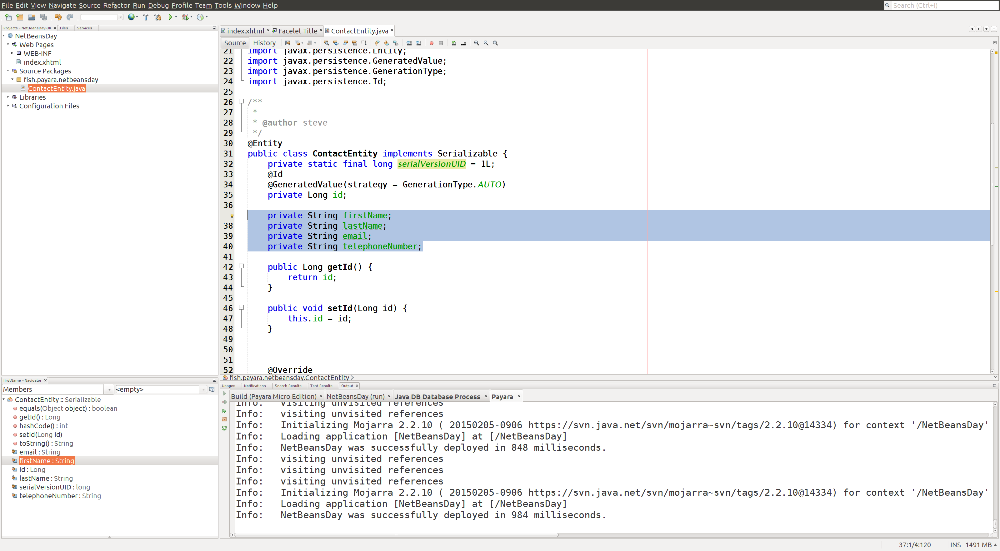 File Edit View Navigate Source Refactor Run Debug Profile Team Tools Window Help
Search (Ctrl+I)
Projects - NetBeansDay-UK
Files
Services
NetBeansDay
Web Pages
WEB-INF
index.xhtml
Source Packages
fish.payara.netbeansday
ContactEntity.java
Libraries
Configuration Files
index.xhtml
Facelet Title
ContactEntity.java
Source
History
21 import javax.persistence.Entity;
22 import javax.persistence.GeneratedValue;
23 import javax.persistence.GenerationType;
24 import javax.persistence.Id;
25
26 /**
27 *
28 * @author steve
29 */
30 @Entity
31 public class ContactEntity implements Serializable {
32 private static final long serialVersionUID = 1L;
33 @Id
34 @GeneratedValue(strategy = GenerationType.AUTO)
35 private Long id;
36
private String firstName;
38 private String lastName;
39 private String email;
40 private String telephoneNumber;
41
42 public Long getId() {
43 return id;
44 }
45
46 public void setId(Long id) {
47 this.id = id;
48 }
49
50
51
52 @Override
fish.payara.netbeansday.ContactEntity
firstName - Navigator
Members
<empty>
ContactEntity :: Serializable
equals(Object object) : boolean
getId() : Long
hashCode() : int
setId(Long id)
toString() : String
email : String
firstName : String
id : Long
lastName : String
serialVersionUID : long
telephoneNumber : String
Usages
Notifications
Search Results
Test Results
Output
Build (Payara Micro Edition)
NetBeansDay (run)
Java DB Database Process
Payara
Info: visiting unvisited references
Info: visiting unvisited references
Info: Initializing Mojarra 2.2.10 ( 20150205-0906 https://svn.java.net/svn/mojarra~svn/tags/2.2.10@14334) for context '/NetBeansDay'
Info: Loading application [NetBeansDay] at [/NetBeansDay]
Info: NetBeansDay was successfully deployed in 848 milliseconds.
Info: visiting unvisited references
Info: visiting unvisited references
Info: visiting unvisited references
Info: Initializing Mojarra 2.2.10 ( 20150205-0906 https://svn.java.net/svn/mojarra~svn/tags/2.2.10@14334) for context '/NetBeansDay'
Info: Loading application [NetBeansDay] at [/NetBeansDay]
Info: NetBeansDay was successfully deployed in 984 milliseconds.
37:1/4:120
INS
1491 MB